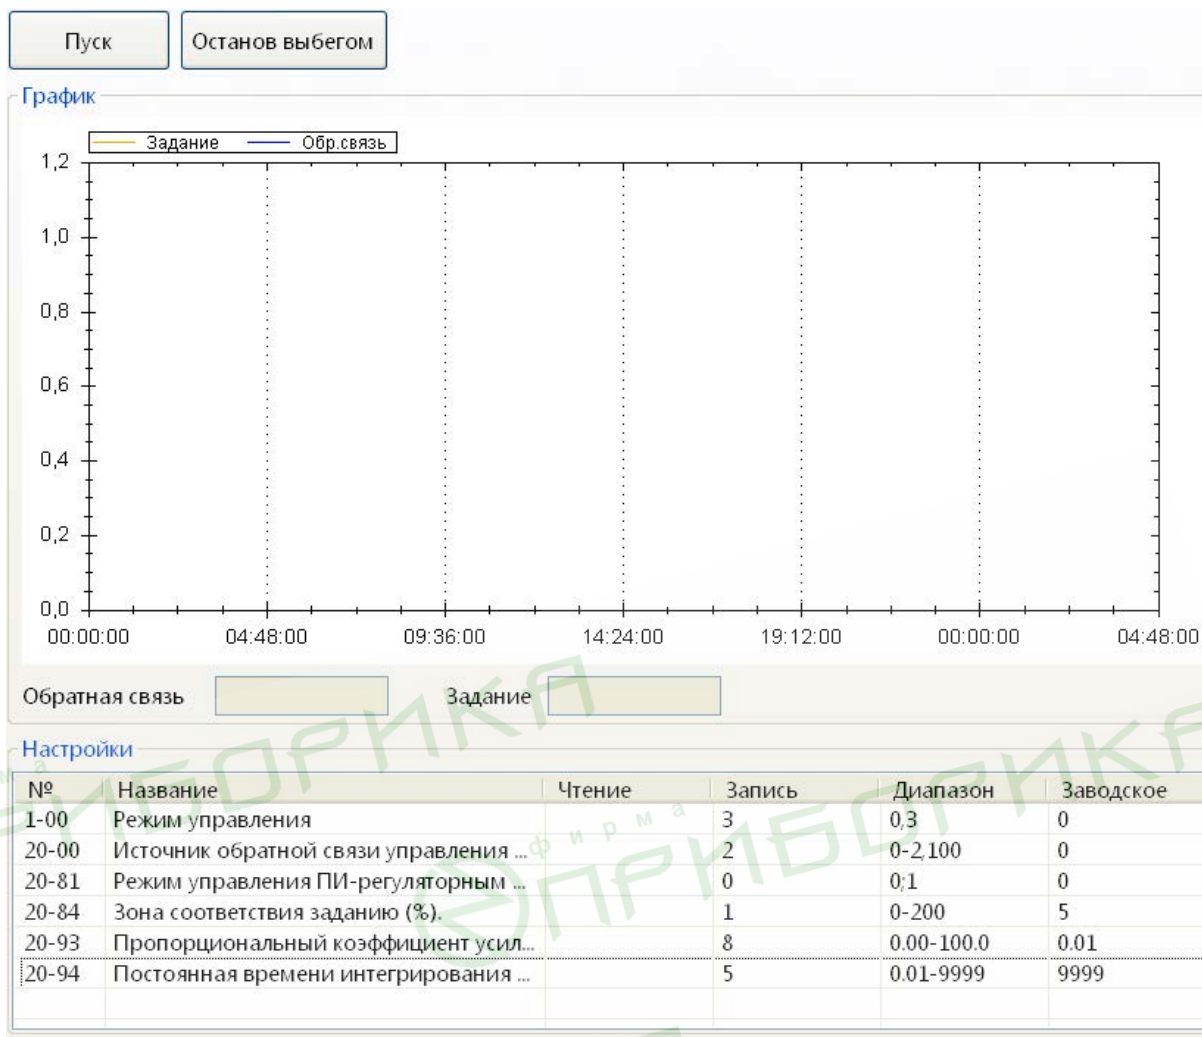 Пуск Останов выбегом
График
Задание Обр.связь
1,2
1,0
0,8
0,6
0,4
0,2
0,0
00:00:00 04:48:00 09:36:00 14:24:00 19:12:00 00:00:00 04:48:00
Обратная связь Задание
Настройки
№ Название Чтение Запись Диапазон Заводское
1-00 Режим управления 3 0,3 0
20-00 Источник обратной связи управления ... 2 0-2,100 0
20-81 Режим управления ПИ-регуляторным ... 0 0;1 0
20-84 Зона соответствия заданию (%). 1 0-200 5
20-93 Пропорциональный коэффициент усил... 8 0.00-100.0 0.01
20-94 Постоянная времени интегрирования ... 5 0.01-9999 9999
фирма
ПРИБОРИКА